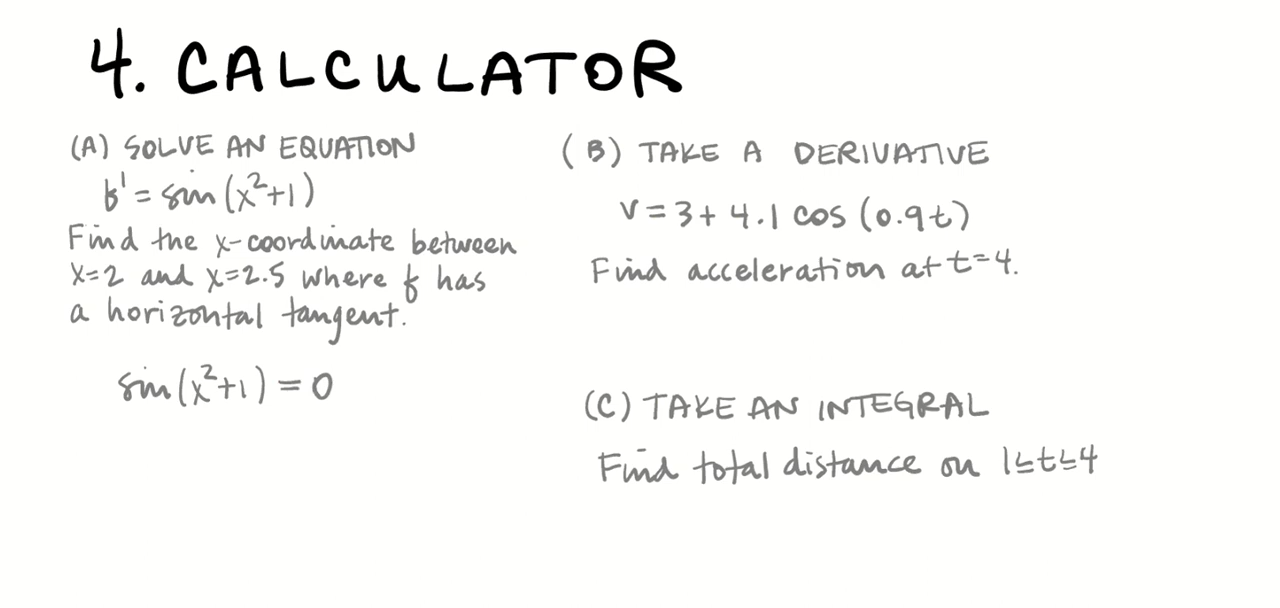 4. CALCULATOR
(A) SOLVE AN EQUATION
f' = sin(x²+1)
Find the x-coordinate between
x=2 and x=2.5 where f has
a horizontal tangent.
sin(x²+1) = 0
(B) TAKE A DERIVATIVE
v = 3 + 4.1 cos(0.9t)
Find acceleration at t=4.
(C) TAKE AN INTEGRAL
Find total distance on 1≤t≤4